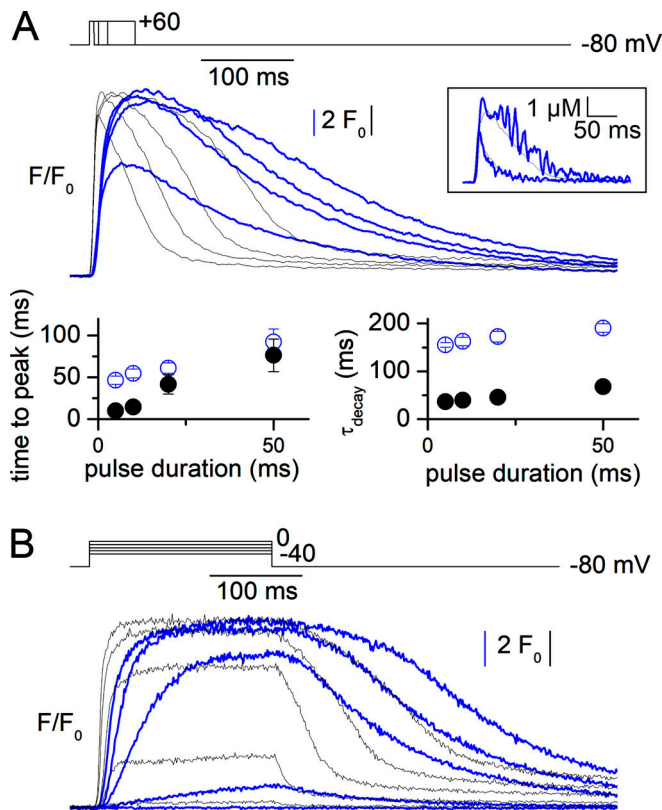 A
+60
-80 mV
100 ms
2 F0
1 µM
50 ms
F/F0
time to peak (ms)
100
50
0
0
50
pulse duration (ms)
τdecay (ms)
200
100
0
0
50
pulse duration (ms)
B
0
-40
-80 mV
100 ms
2 F0
F/F0